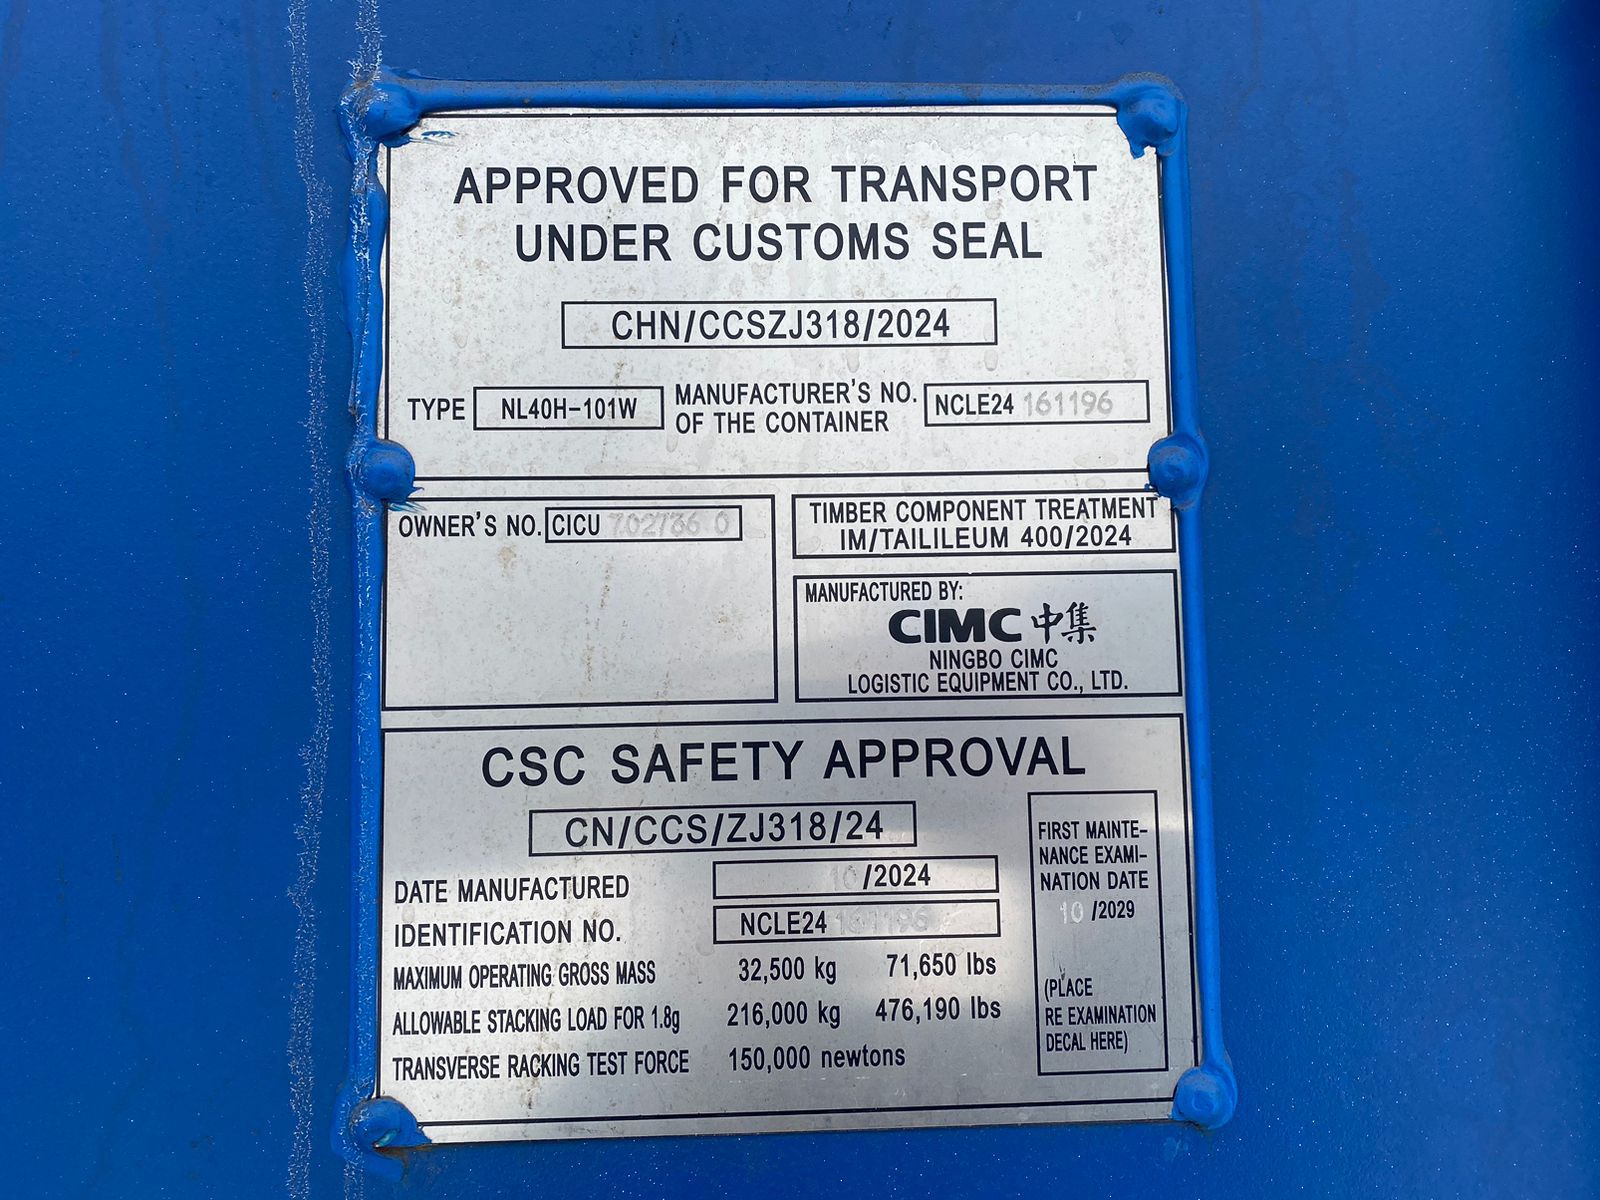 APPROVED FOR TRANSPORT
UNDER CUSTOMS SEAL
CHN/CCSZJ318/2024
TYPE NL40H-101W
MANUFACTURER'S NO.
OF THE CONTAINER
NCLE24 161196
OWNER'S NO. CICU
TIMBER COMPONENT TREATMENT
IM/TAILILEUM 400/2024
MANUFACTURED BY:
CIMC 中集
NINGBO CIMC
LOGISTIC EQUIPMENT CO., LTD.
CSC SAFETY APPROVAL
CN/CCS/ZJ318/24
DATE MANUFACTURED 10/2024
IDENTIFICATION NO. NCLE24 161196
MAXIMUM OPERATING GROSS MASS 32,500 kg 71,650 lbs
ALLOWABLE STACKING LOAD FOR 1.8g 216,000 kg 476,190 lbs
TRANSVERSE RACKING TEST FORCE 150,000 newtons
FIRST MAINTE-
NANCE EXAMI-
NATION DATE
10 /2029
(PLACE
RE EXAMINATION
DECAL HERE)